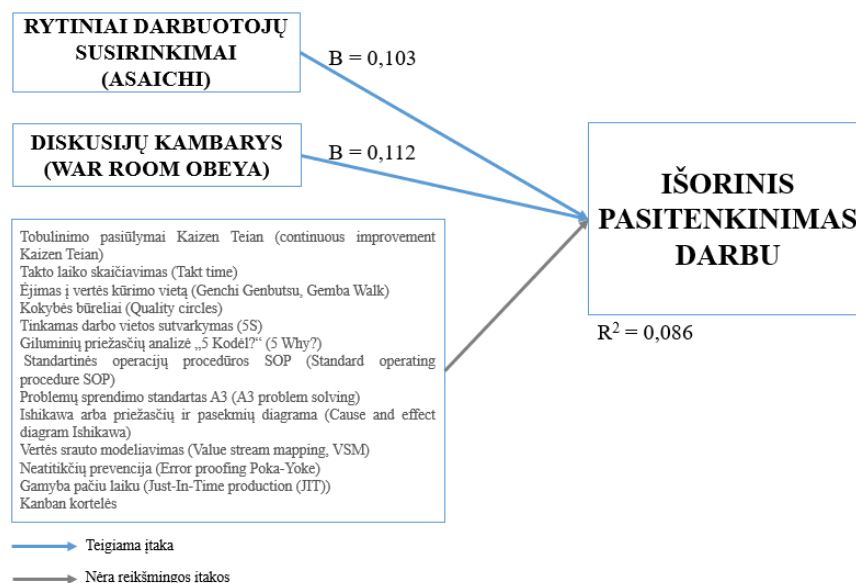 RYTINIAI DARBUOTOJŲ
SUSIRINKIMAI
(ASAICHI)
B = 0,103
DISKUSIJŲ KAMBARYS
(WAR ROOM OBEYA)
B = 0,112
IŠORINIS
PASITENKINIMAS
DARBU
R² = 0,086
Tobulinimo pasiūlymai Kaizen Teian (continuous improvement
Kaizen Teian)
Takto laiko skaičiavimas (Takt time)
Ėjimas į vertės kūrimo vietą (Genchi Genbutsu, Gemba Walk)
Kokybės būreliai (Quality circles)
Tinkamas darbo vietos sutvarkymas (5S)
Giluminių priežasčių analizė „5 Kodėl?“ (5 Why?)
Standartinės operacijų procedūros SOP (Standard operating
procedure SOP)
Problemų sprendimo standartas A3 (A3 problem solving)
Ishikawa arba priežasčių ir pasekmių diagrama (Cause and effect
diagram Ishikawa)
Vertės srauto modeliavimas (Value stream mapping, VSM)
Neatitikčių prevencija (Error proofing Poka-Yoke)
Gamyba pačiu laiku (Just-In-Time production (JIT))
Kanban kortelės
Teigiama įtaka
Nėra reikšmingos įtakos